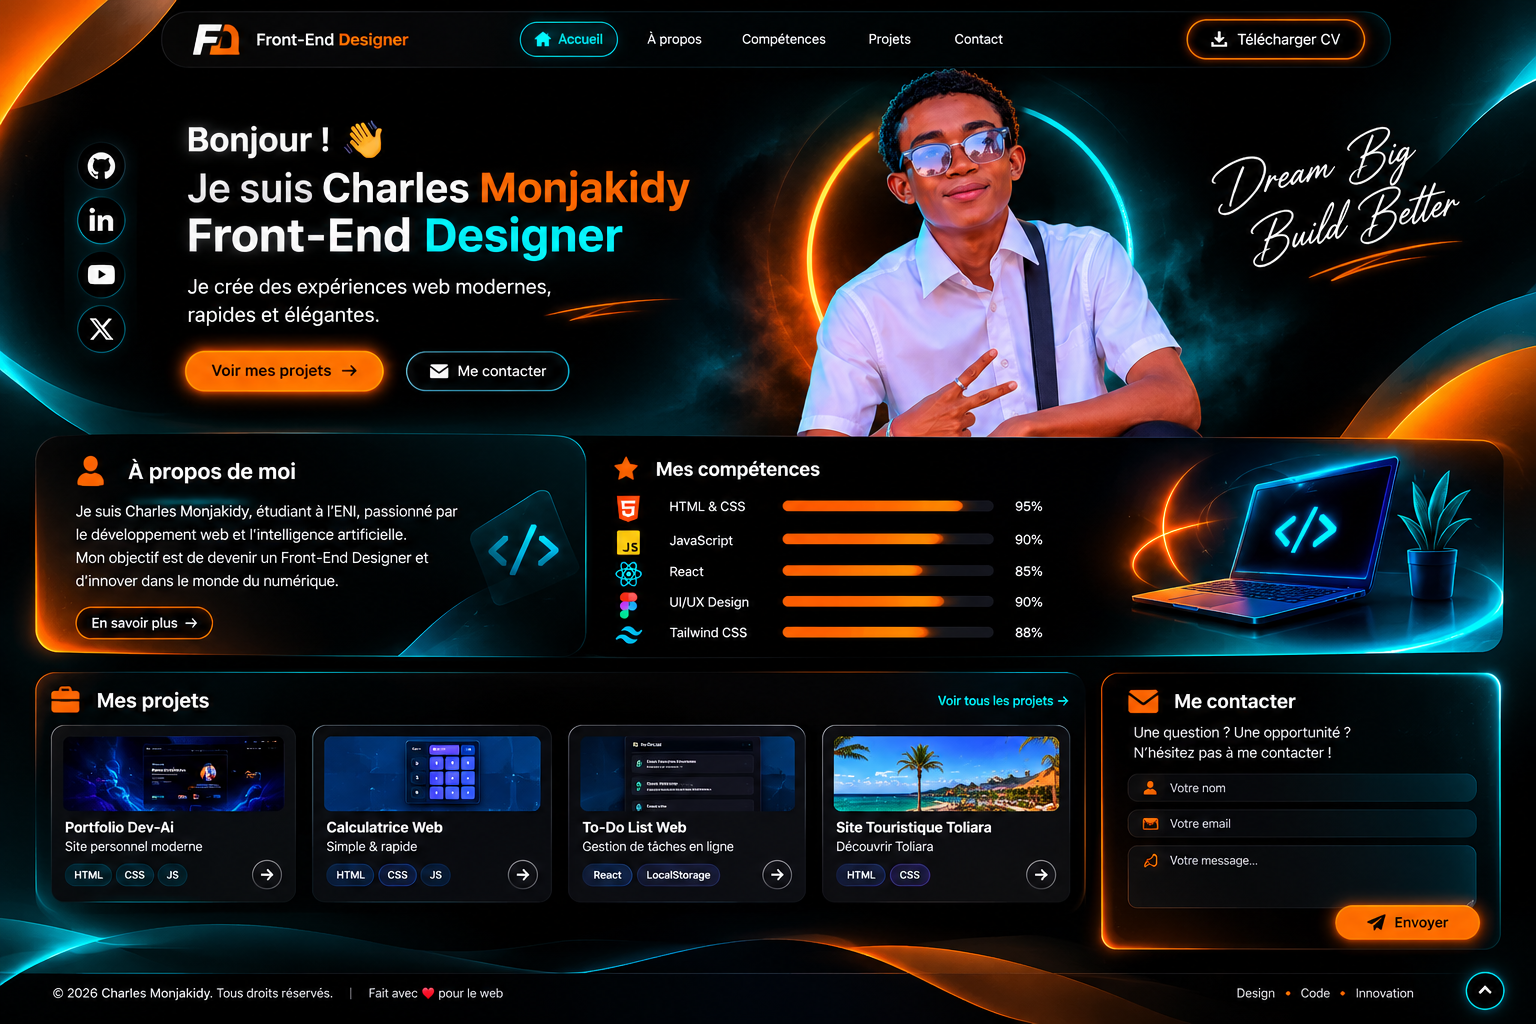 FD Front-End Designer
Accueil
À propos
Compétences
Projets
Contact
Télécharger CV
Bonjour ! 👋
Je suis Charles Monjakidy
Front-End Designer
Je crée des expériences web modernes,
rapides et élégantes.
Voir mes projets →
Me contacter
Dream Big
Build Better
in
X
À propos de moi
Je suis Charles Monjakidy, étudiant à l'ENI, passionné par
le développement web et l'intelligence artificielle.
Mon objectif est de devenir un Front-End Designer et
d'innover dans le monde du numérique.
En savoir plus →
</>
Mes compétences
HTML & CSS 95%
JavaScript 90%
React 85%
UI/UX Design 90%
Tailwind CSS 88%
5
JS
</>
Mes projets
Voir tous les projets →
Portfolio Dev-Ai
Site personnel moderne
HTML CSS JS
Calculatrice Web
Simple & rapide
HTML CSS JS
To-Do List Web
Gestion de tâches en ligne
React LocalStorage
Site Touristique Toliara
Découvrir Toliara
HTML CSS
Me contacter
Une question ? Une opportunité ?
N'hésitez pas à me contacter !
Votre nom
Votre email
Votre message...
Envoyer
© 2026 Charles Monjakidy. Tous droits réservés. | Fait avec ❤️ pour le web
Design • Code • Innovation